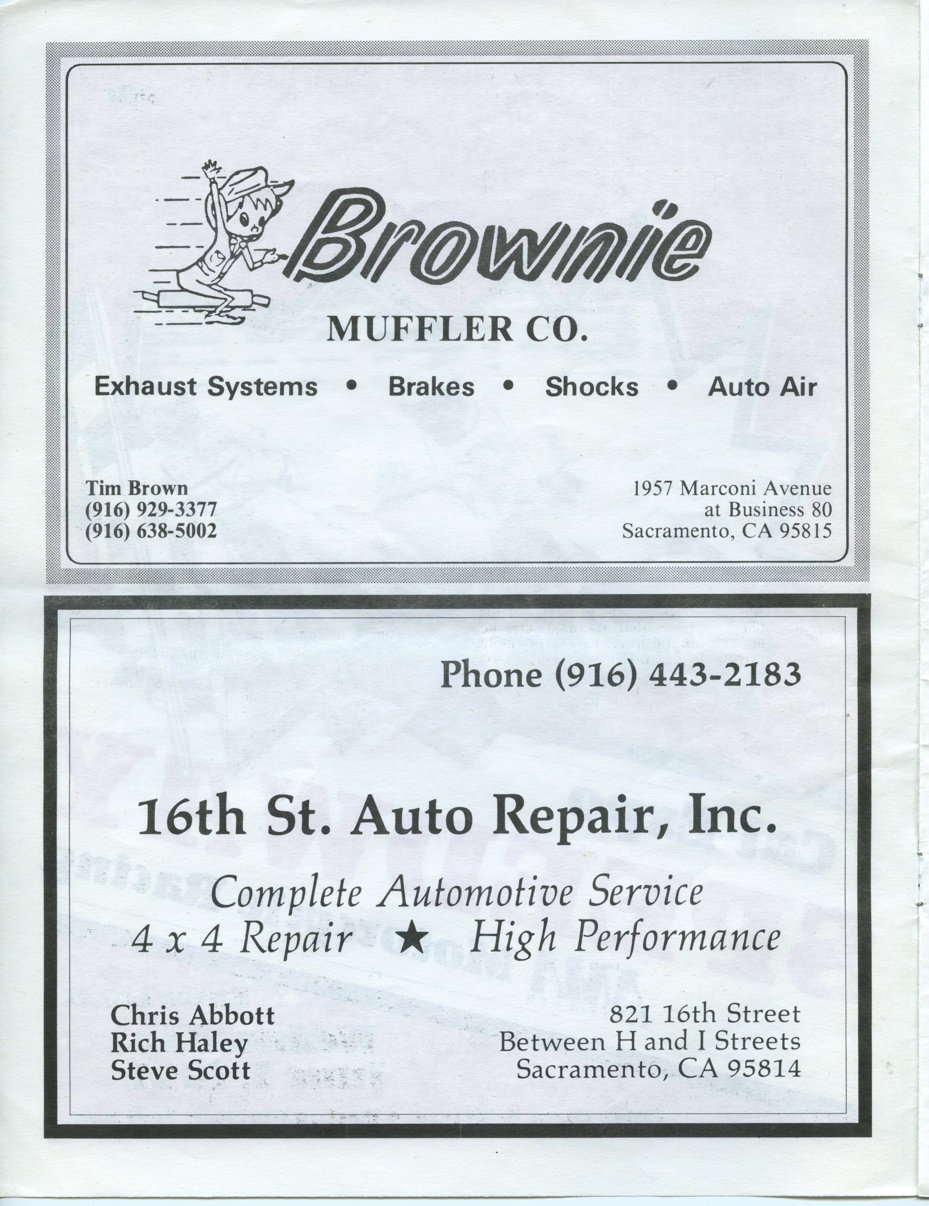 Brownie
MUFFLER CO.
Exhaust Systems • Brakes • Shocks • Auto Air
Tim Brown
(916) 929-3377
(916) 638-5002
1957 Marconi Avenue
at Business 80
Sacramento, CA 95815
Phone (916) 443-2183
16th St. Auto Repair, Inc.
Complete Automotive Service
4 x 4 Repair ★ High Performance
Chris Abbott
Rich Haley
Steve Scott
821 16th Street
Between H and I Streets
Sacramento, CA 95814